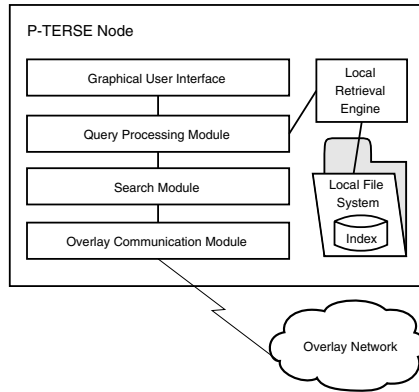 P-TERSE Node
Graphical User Interface
Query Processing Module
Search Module
Overlay Communication Module
Local
Retrieval
Engine
Local File
System
Index
Overlay Network